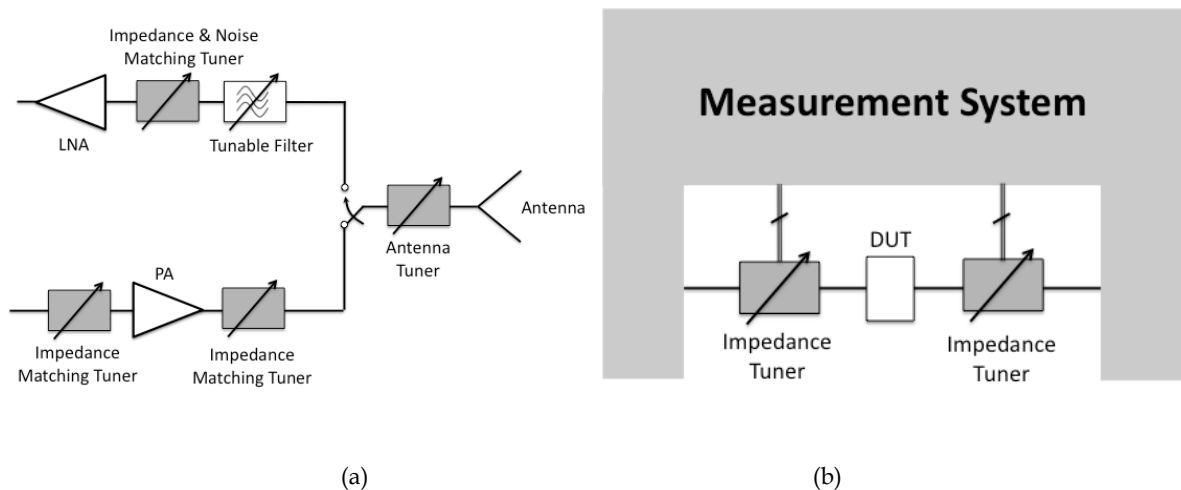 Impedance & Noise
Matching Tuner
LNA
Tunable Filter
Antenna
Antenna
Tuner
PA
Impedance
Matching Tuner
Impedance
Matching Tuner
(a)
Measurement System
DUT
Impedance
Tuner
Impedance
Tuner
(b)